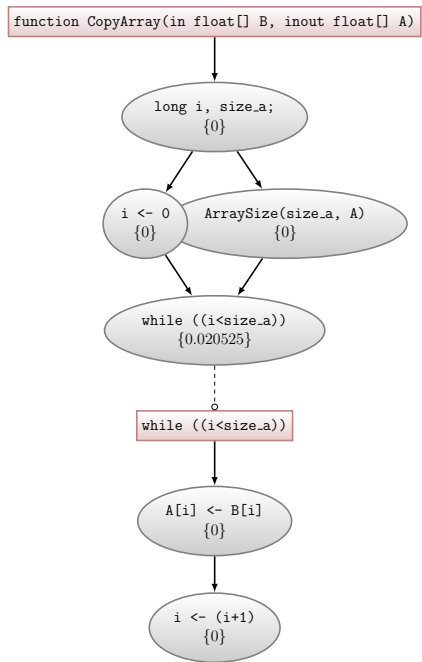 function CopyArray(in float[] B, inout float[] A)
long i, size_a;
{0}
i <- 0
{0}
ArraySize(size_a, A)
{0}
while ((i<size_a))
{0.020525}
while ((i<size_a))
A[i] <- B[i]
{0}
i <- (i+1)
{0}